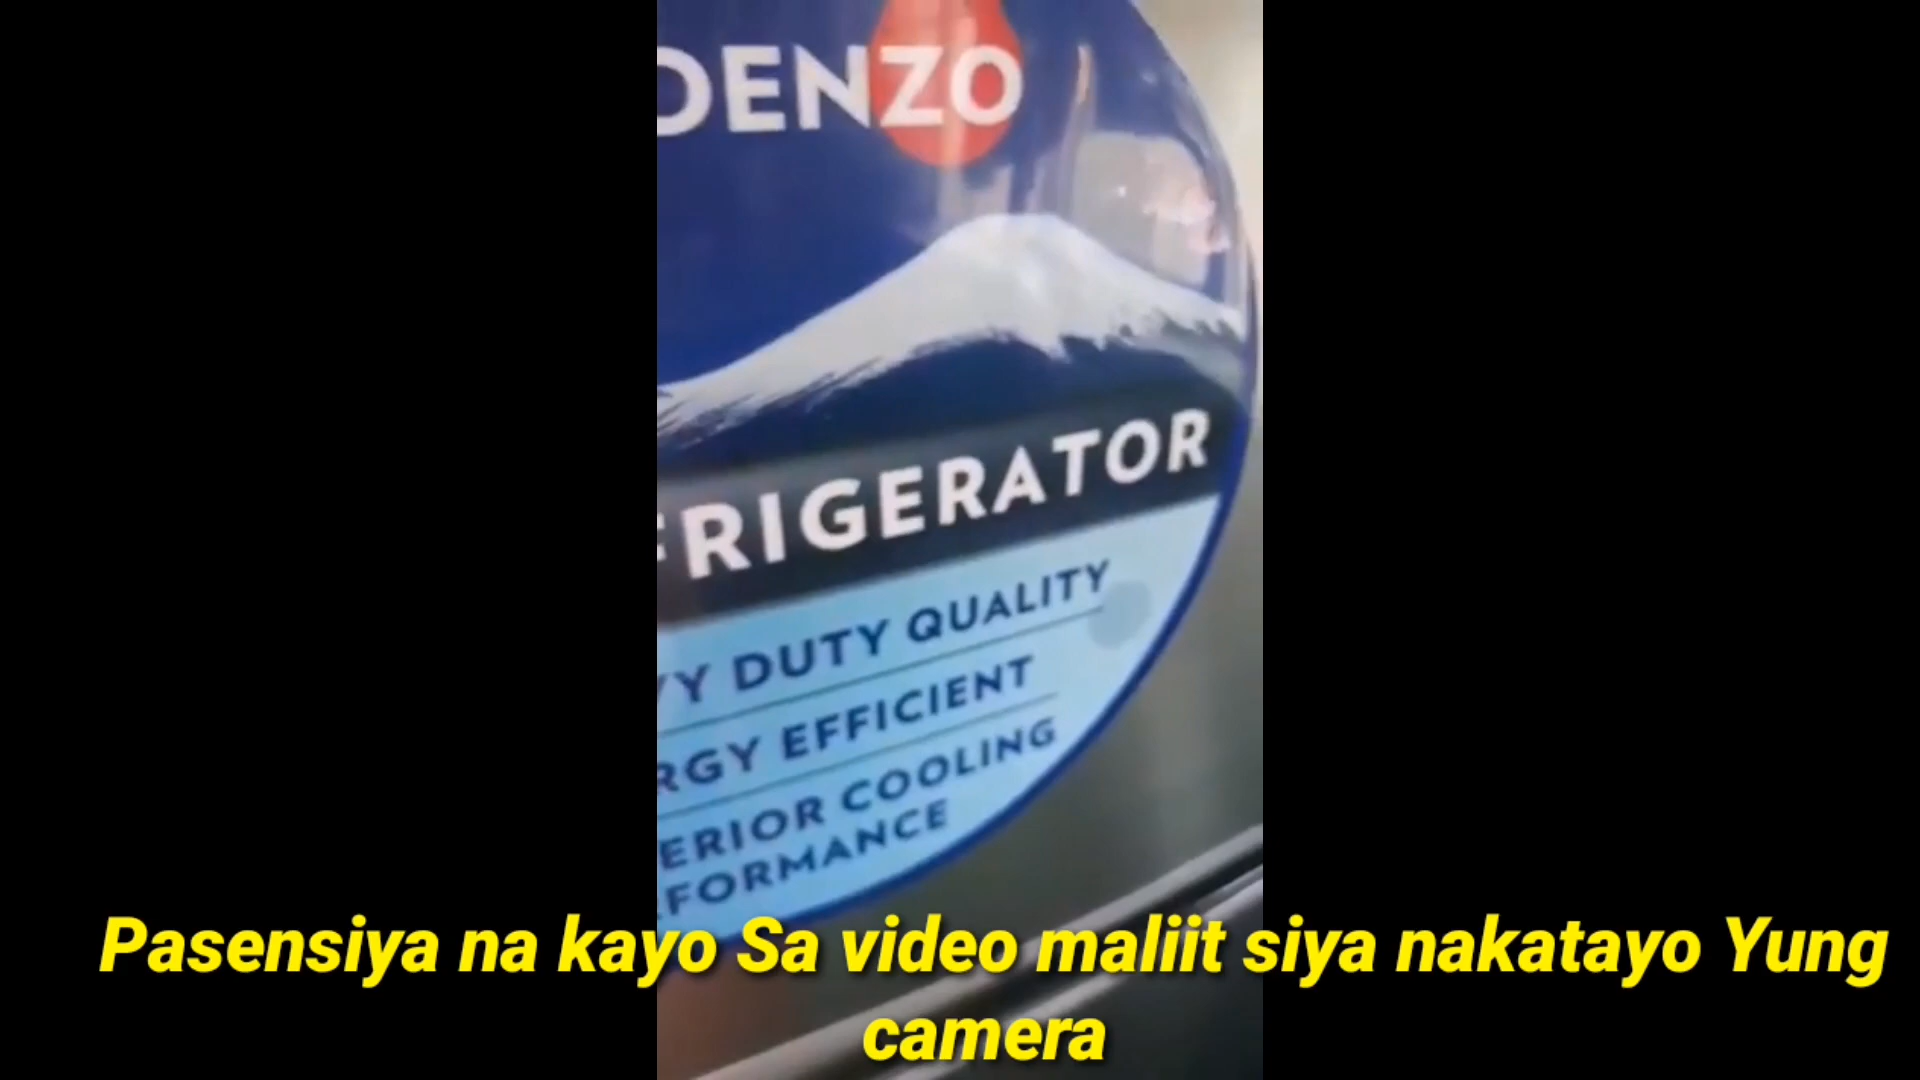 DENZO
FRIGERATOR
Y DUTY QUALITY
RGY EFFICIENT
ERIOR COOLING
FORMANCE
Pasensiya na kayo Sa video maliit siya nakatayo Yung
camera